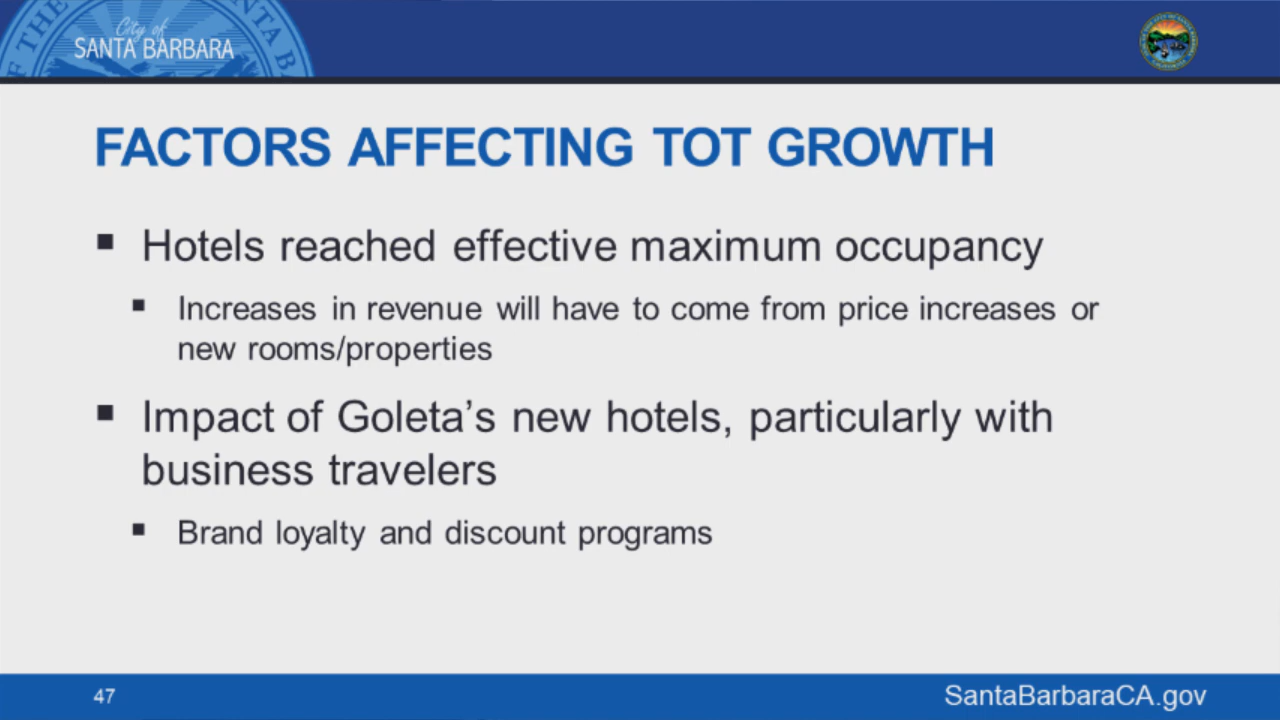 City of
SANTA BARBARA
FACTORS AFFECTING TOT GROWTH
▪ Hotels reached effective maximum occupancy
▪ Increases in revenue will have to come from price increases or
new rooms/properties
▪ Impact of Goleta's new hotels, particularly with
business travelers
▪ Brand loyalty and discount programs
47
SantaBarbaraCA.gov